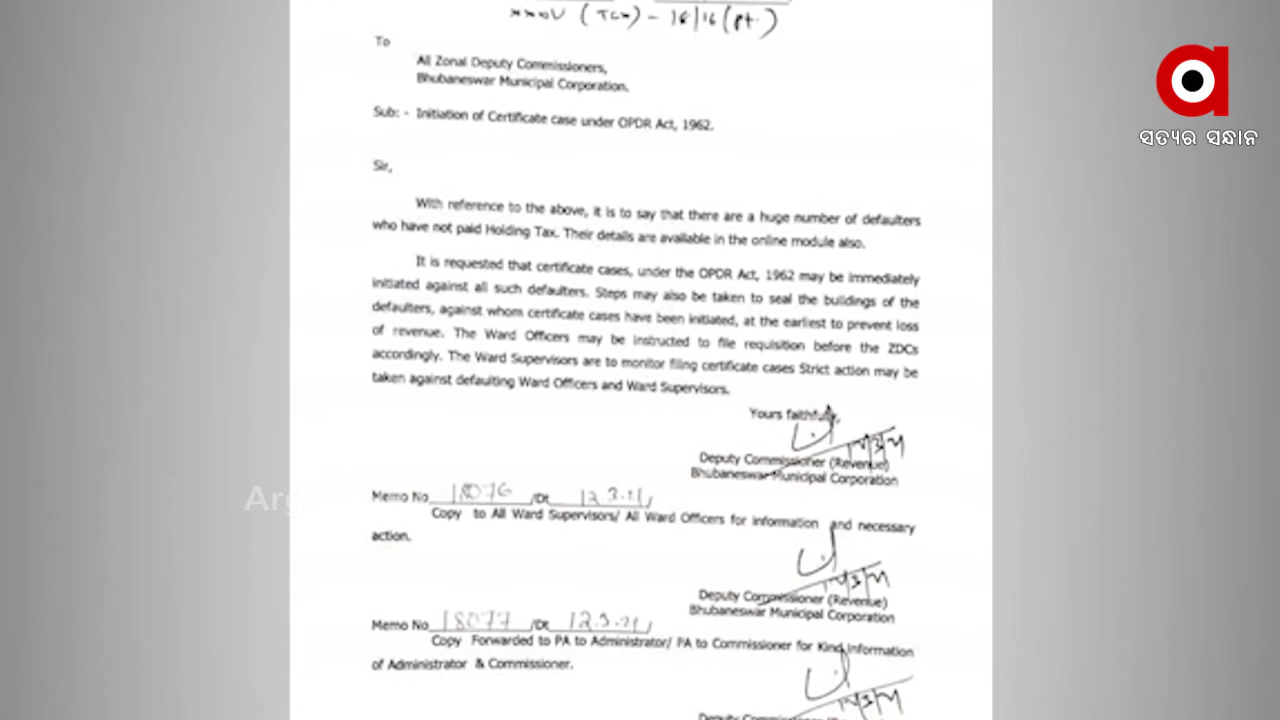 (Tax) - 18/16 (pt.)
To
All Zonal Deputy Commissioners,
Bhubaneswar Municipal Corporation.
ସତ୍ୟର ସନ୍ଧାନ
Sub: - Initiation of Certificate case under OPDR Act, 1962.
Sir,
With reference to the above, it is to say that there are a huge number of defaulters
who have not paid Holding Tax. Their details are available in the online module also.
It is requested that certificate cases, under the OPDR Act, 1962 may be immediately
initiated against all such defaulters. Steps may also be taken to seal the buildings of the
defaulters, against whom certificate cases have been initiated, at the earliest to prevent loss
of revenue. The Ward Officers may be instructed to file requisition before the ZDCs
accordingly. The Ward Supervisors are to monitor filing certificate cases Strict action may be
taken against defaulting Ward Officers and Ward Supervisors.
Yours faithfully,
Deputy Commissioner (Revenue)
Bhubaneswar Municipal Corporation
Memo No 18076 /Dt 12.3.21/
Copy to All Ward Supervisors/ All Ward Officers for information and necessary
action.
Deputy Commissioner (Revenue)
Bhubaneswar Municipal Corporation
Memo No 18077 /Dt 12.3.21/
Copy Forwarded to PA to Administrator/ PA to Commissioner for Kind Information
of Administrator & Commissioner.